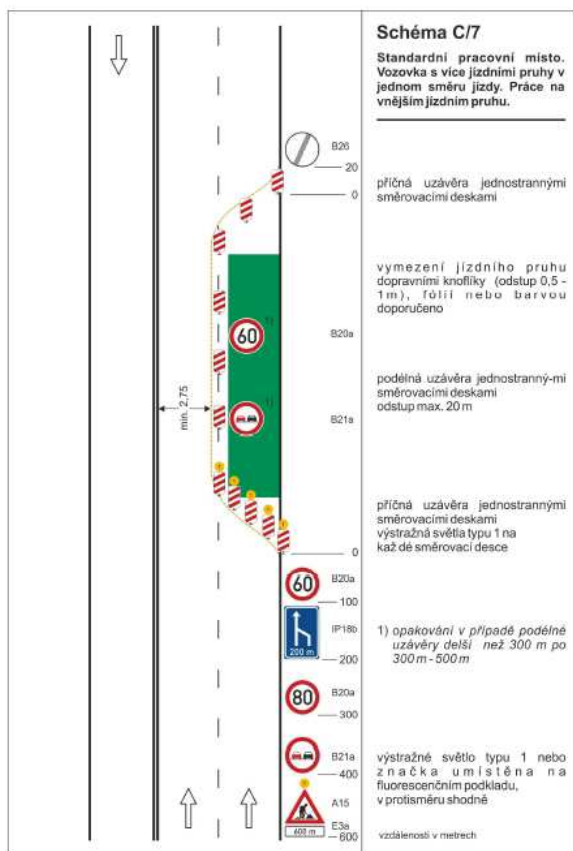 Schéma C/7
Standardní pracovní místo.
Vozovka s více jízdními pruhy v
jednom směru jízdy. Práce na
vnějším jízdním pruhu.
B26
20
0
příčná uzávěra jednostrannými
směrovacími deskami
vymezení jízdního pruhu
dopravními knoflíky (odstup 0,5 -
1m), fólií nebo barvou
doporučeno
1)
60
B20a
podélná uzávěra jednostranný-mi
směrovacími deskami
odstup max. 20 m
min. 2,75
1)
B21a
příčná uzávěra jednostrannými
směrovacími deskami
výstražná světla typu 1 na
kaž dé směrovací desce
0
60
B20a
100
IP18b
200 m
200
1) opakování v případě podélné
uzávěry delší než 300 m po
300 m - 500 m
80
B20a
300
B21a
400
výstražné světlo typu 1 nebo
značka umístěna na
fluorescenčním podkladu,
v protisměru shodně
A15
E3a
600 m
600
vzdálenosti v metrech